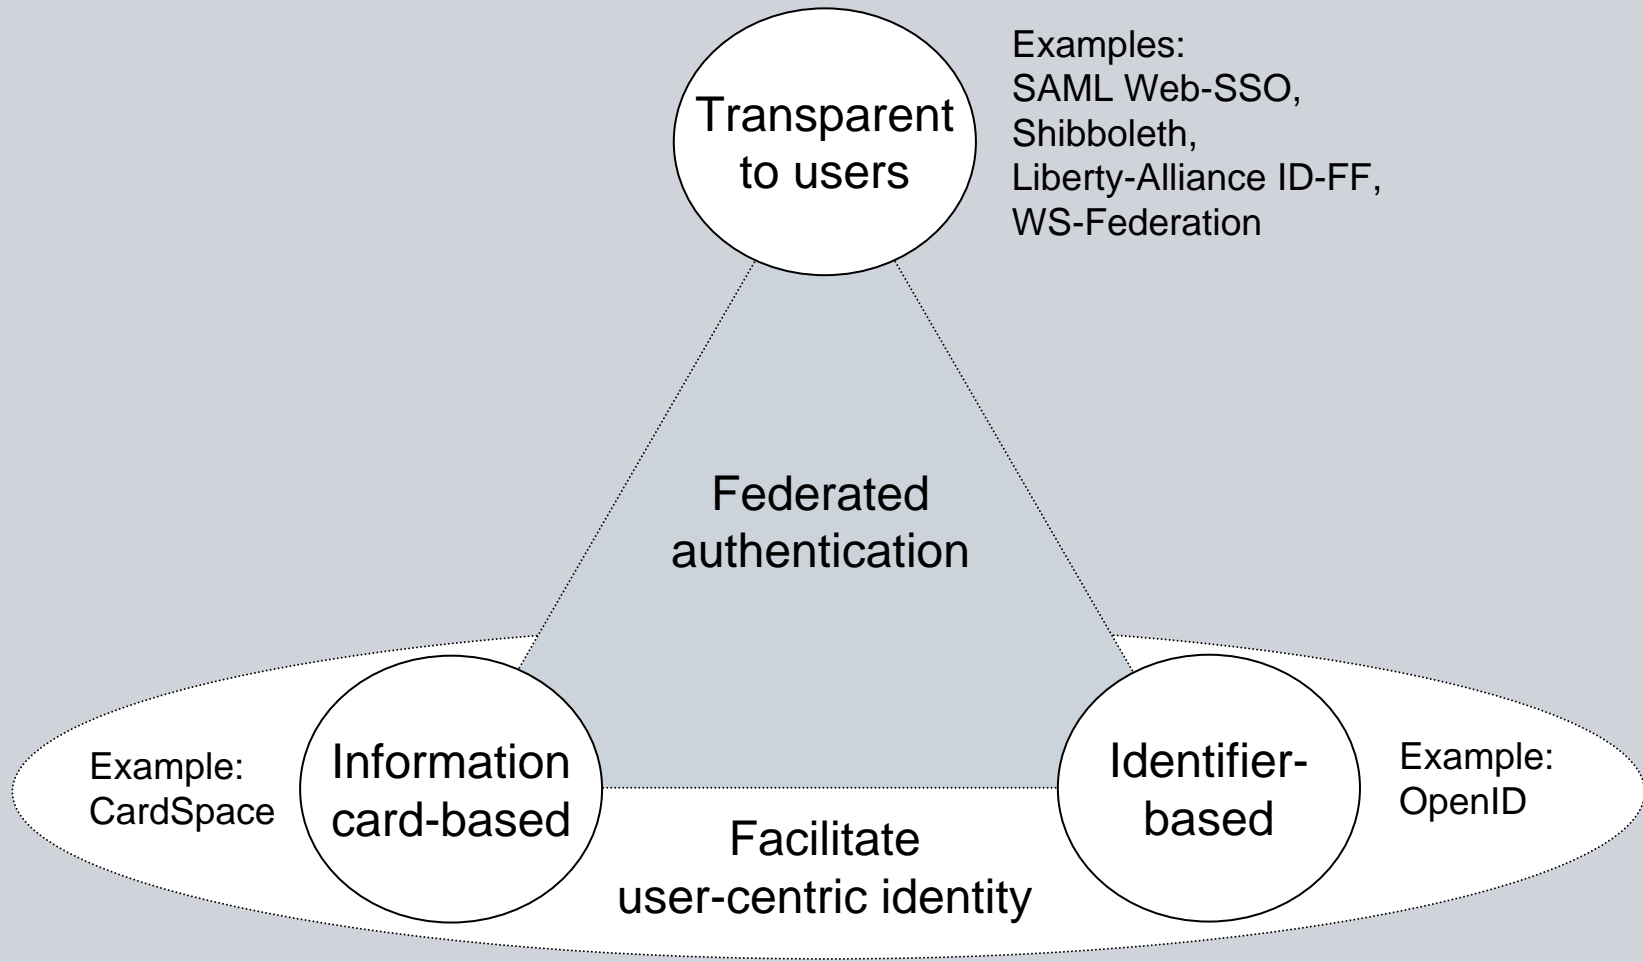 Transparent
to users
Examples:
SAML Web-SSO,
Shibboleth,
Liberty-Alliance ID-FF,
WS-Federation
Federated
authentication
Example:
CardSpace
Information
card-based
Facilitate
user-centric identity
Identifier-
based
Example:
OpenID